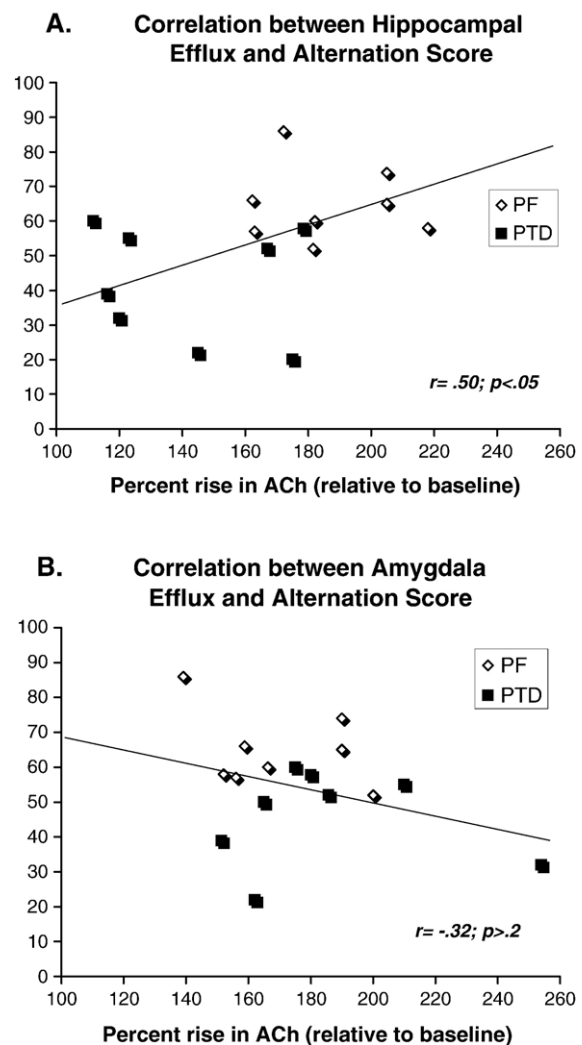 A. Correlation between Hippocampal
Efflux and Alternation Score
100
90
80
70
60
50
40
30
20
10
0
PF
PTD
r= .50; p<.05
100 120 140 160 180 200 220 240 260
Percent rise in ACh (relative to baseline)
B. Correlation between Amygdala
Efflux and Alternation Score
100
90
80
70
60
50
40
30
20
10
0
PF
PTD
r= -.32; p>.2
100 120 140 160 180 200 220 240 260
Percent rise in ACh (relative to baseline)